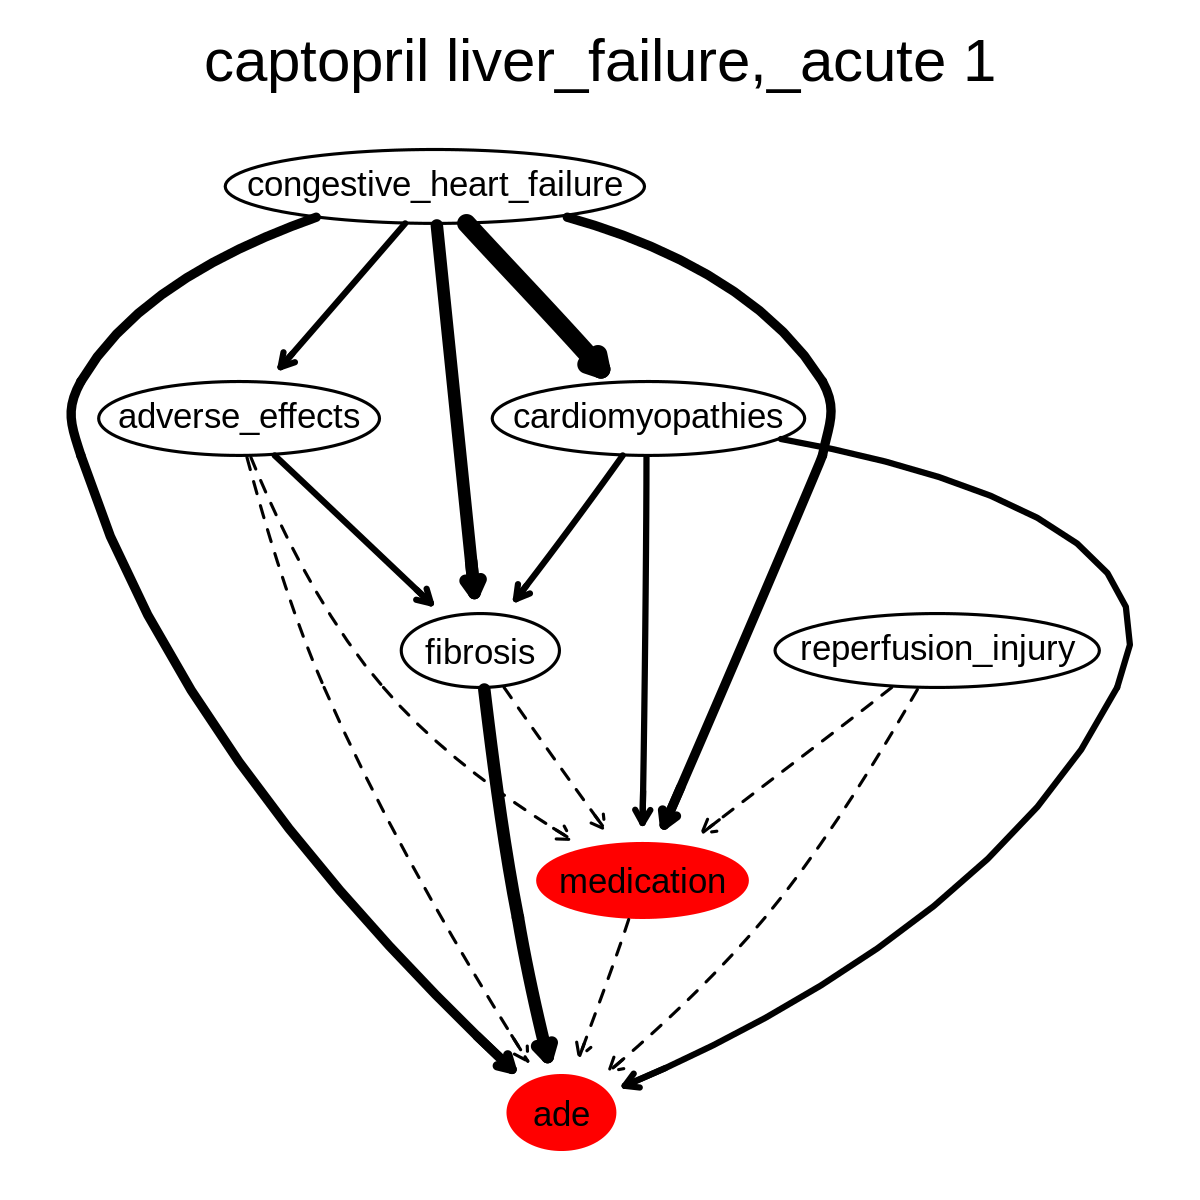 captopril liver_failure,_acute 1
congestive_heart_failure
adverse_effects
cardiomyopathies
fibrosis
reperfusion_injury
medication
ade